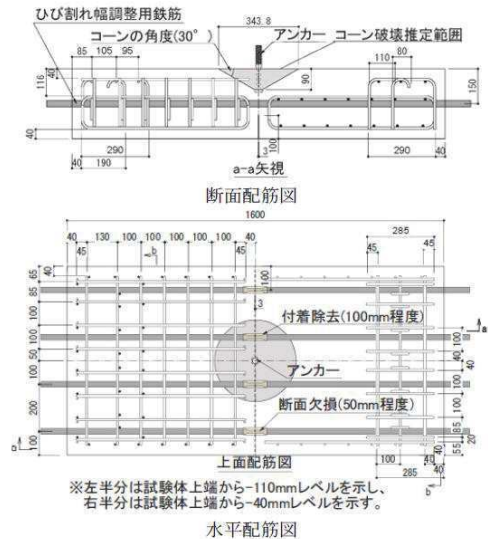 ひび割れ幅調整用鉄筋
343.8
コーンの角度(30°)
アンカー
コーン破壊推定範囲
85 105 95
110 80
116
40
90
150
40
100
3
290
290
40
40 190
a-a矢視
断面配筋図
1600
40 130 100 100 100 100 100 40
285
45
40
45
45 45
65
85
100
100
50
100
200
100
100
3
付着除去(100mm程度)
アンカー
断面欠損(50mm程度)
a
40
100
40
100
85
20
55
40
100 40
285
b
上面配筋図
※左半分は試験体上端から-110mmレベルを示し、
右半分は試験体上端から-40mmレベルを示す。
水平配筋図